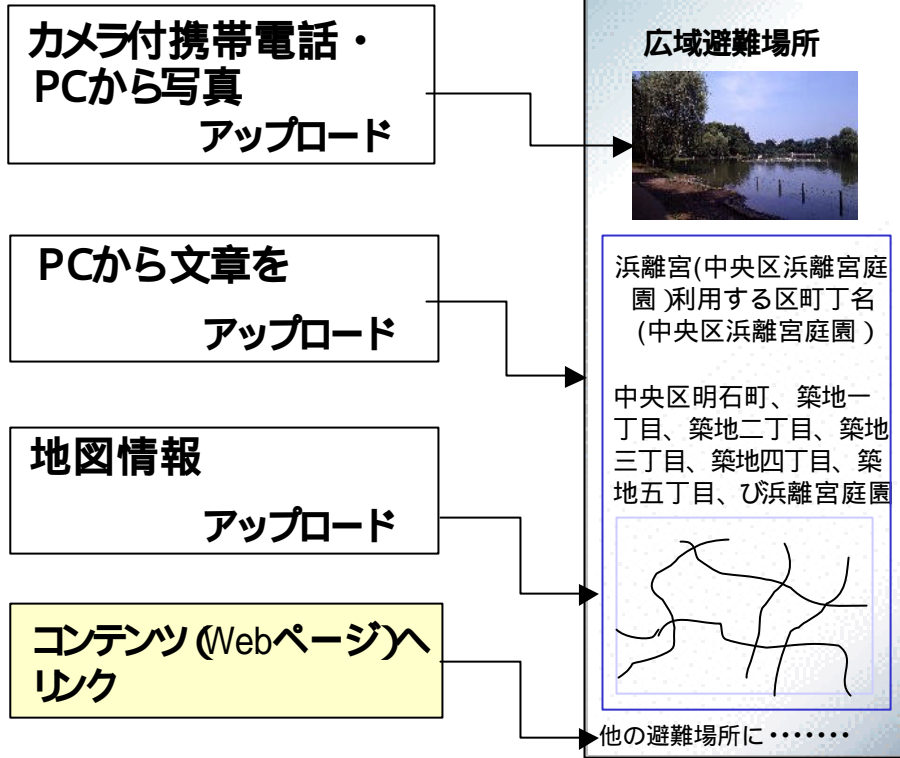 カメラ付携帯電話・
PCから写真
アップロード
PCから文章を
アップロード
地図情報
アップロード
コンテンツ(Webページ)へ
リンク
広域避難場所
浜離宮(中央区浜離宮庭
園)利用する区町丁名
(中央区浜離宮庭園)
中央区明石町、築地一
丁目、築地二丁目、築地
三丁目、築地四丁目、築
地五丁目、び浜離宮庭園
他の避難場所に・・・・・・・